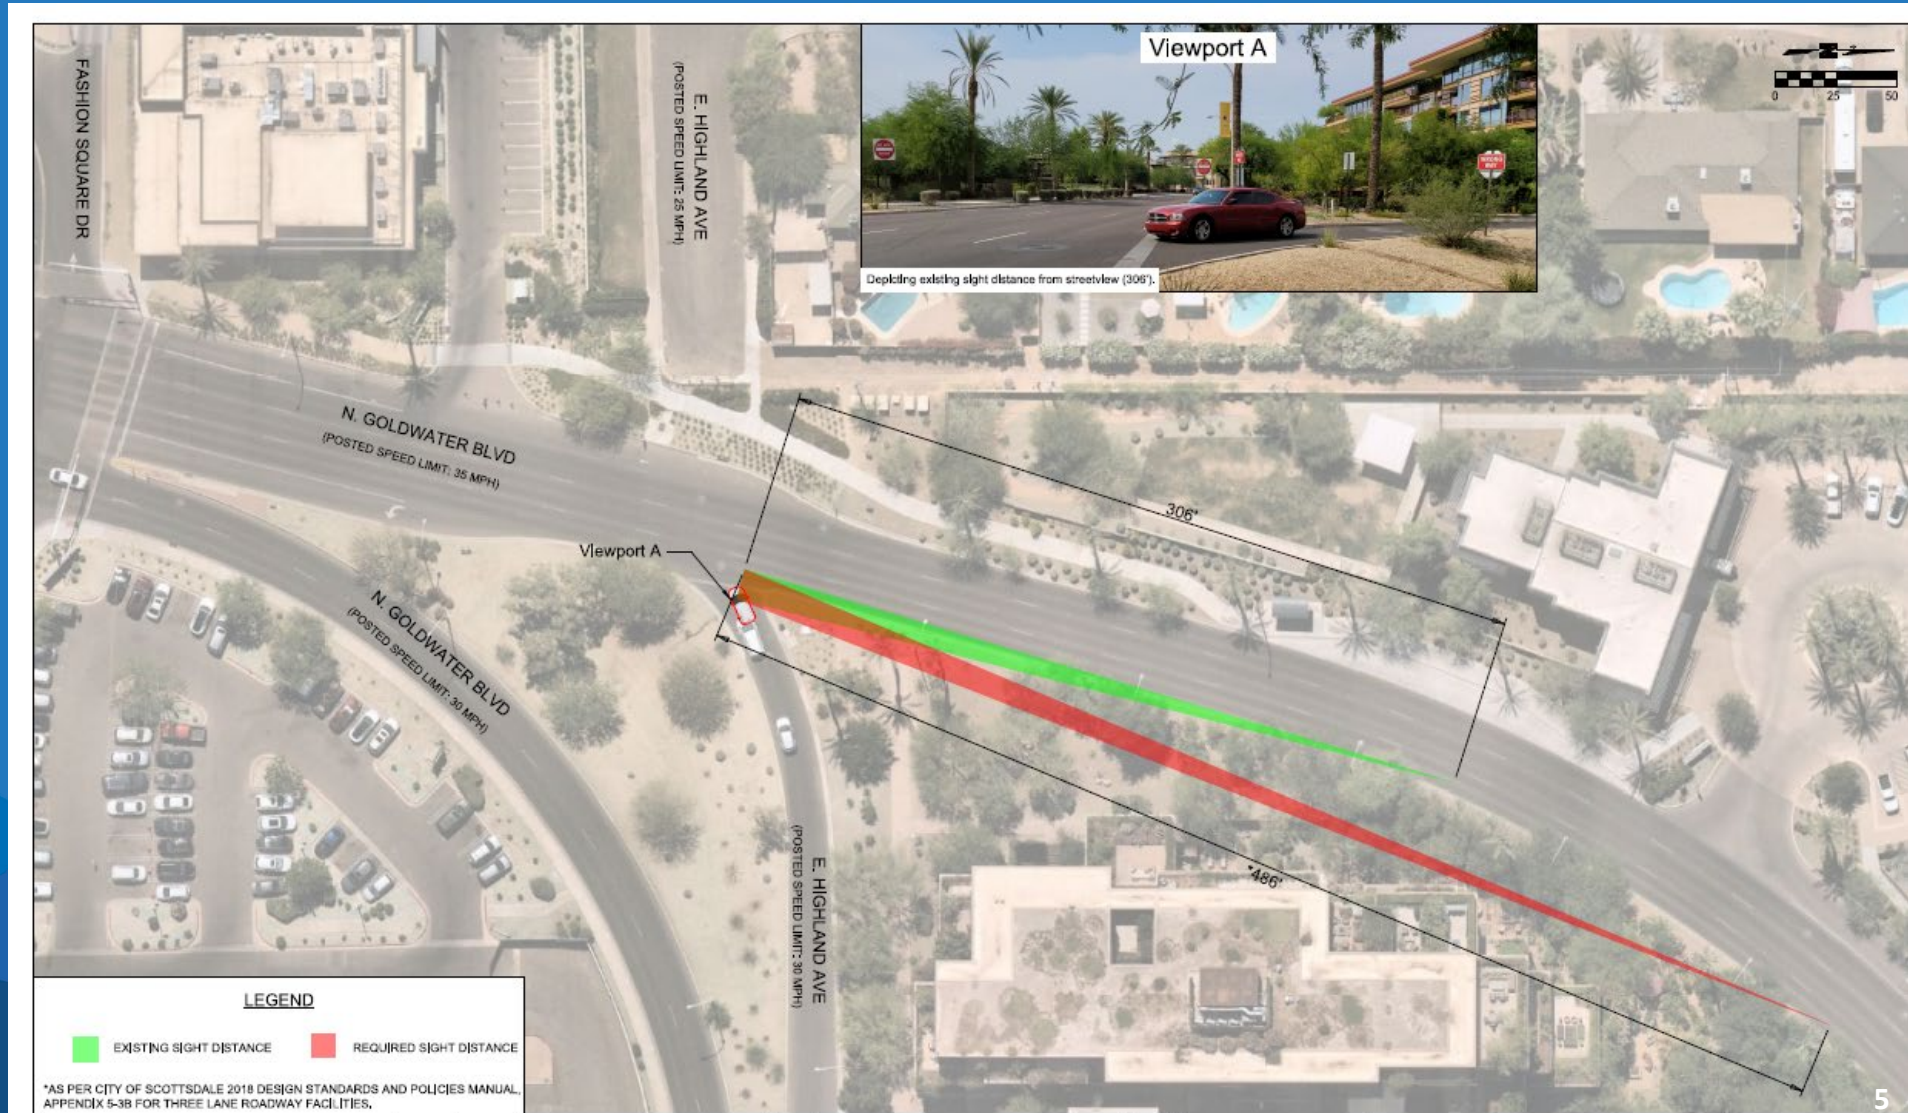 FASHION SQUARE DR
E. HIGHLAND AVE
(POSTED SPEED LIMIT: 25 MPH)
Viewport A
WRONG
WAY
Depicting existing sight distance from streetview (306').
0 25 50
N. GOLDWATER BLVD
(POSTED SPEED LIMIT: 35 MPH)
306'
Viewport A
N. GOLDWATER BLVD
(POSTED SPEED LIMIT: 30 MPH)
*486'
E. HIGHLAND AVE
(POSTED SPEED LIMIT: 30 MPH)
LEGEND
EXISTING SIGHT DISTANCE
REQUIRED SIGHT DISTANCE
*AS PER CITY OF SCOTTSDALE 2018 DESIGN STANDARDS AND POLICIES MANUAL,
APPENDIX 5-3B FOR THREE LANE ROADWAY FACILITIES.
5